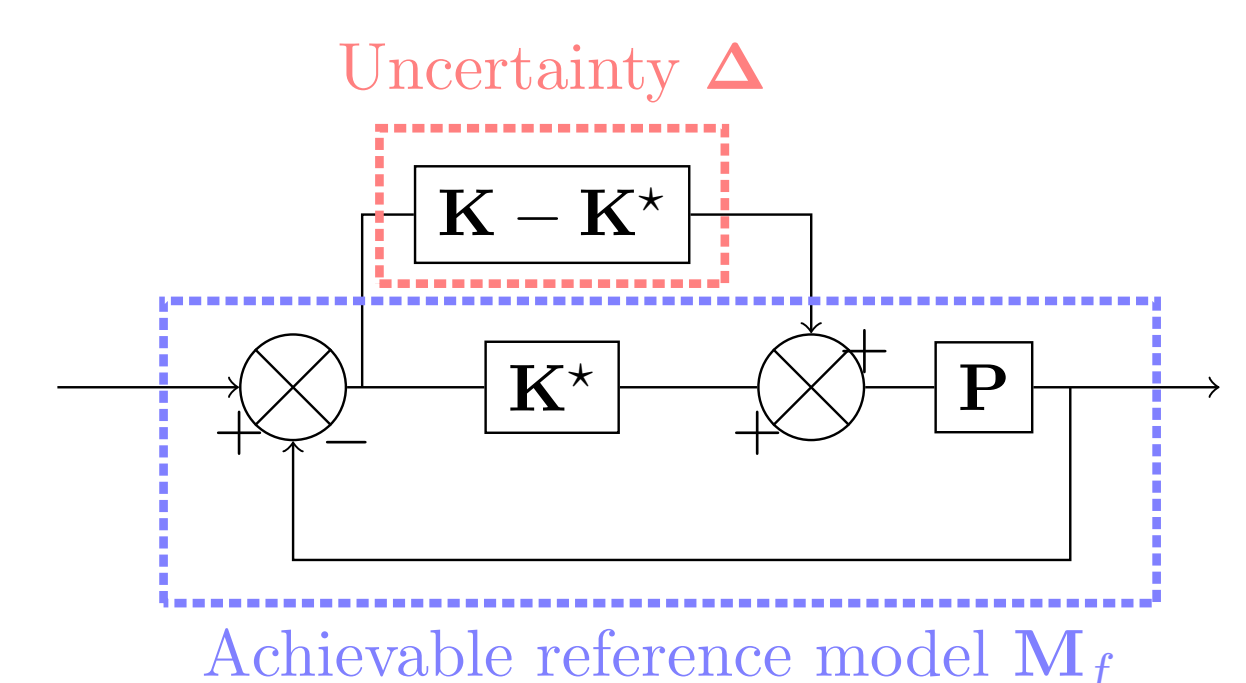 Uncertainty Δ
K − K⋆
K⋆
+
P
+
−
+
Achievable reference model M_f